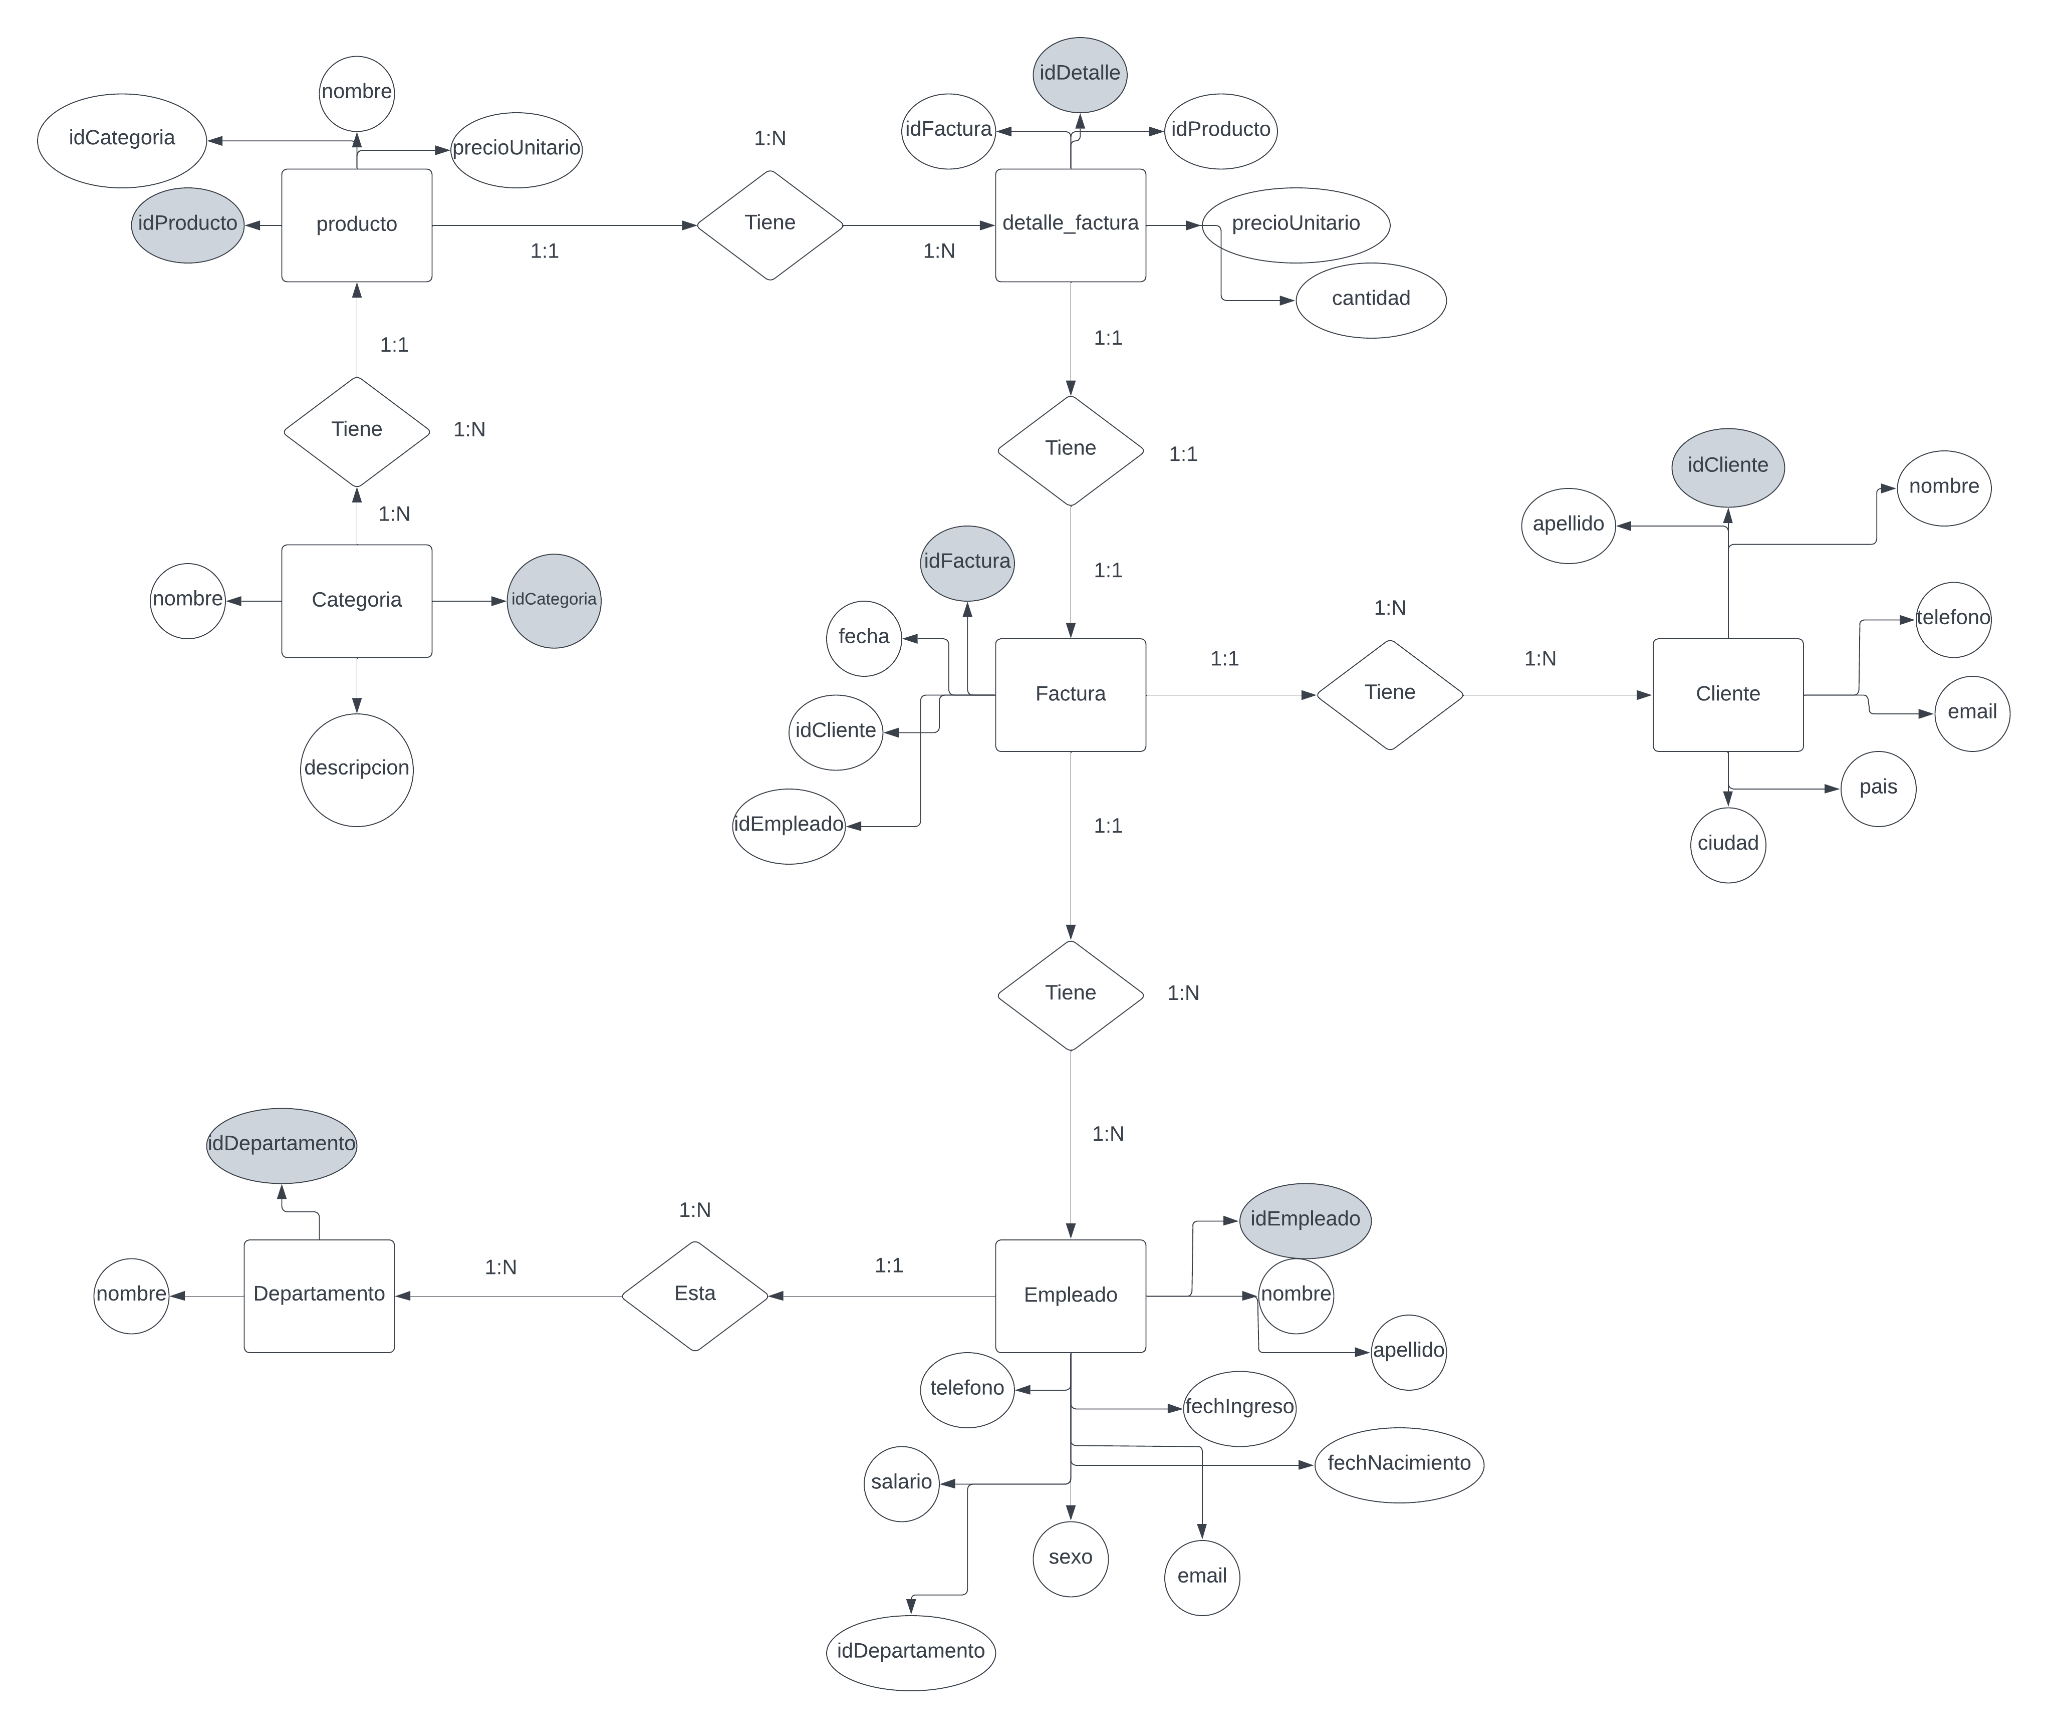 idDetalle
nombre
idCategoria
idFactura
idProducto
1:N
precioUnitario
idProducto
producto
Tiene
detalle_factura
precioUnitario
1:1
1:N
cantidad
1:1
1:1
Tiene
1:N
Tiene
1:1
idCliente
nombre
apellido
1:N
idFactura
1:1
nombre
Categoria
idCategoria
1:N
telefono
fecha
1:1
1:N
Factura
Tiene
Cliente
email
idCliente
descripcion
pais
idEmpleado
1:1
ciudad
Tiene
1:N
1:N
idDepartamento
1:N
idEmpleado
1:N
1:1
nombre
Departamento
Esta
Empleado
nombre
apellido
telefono
fechIngreso
fechNacimiento
salario
sexo
email
idDepartamento